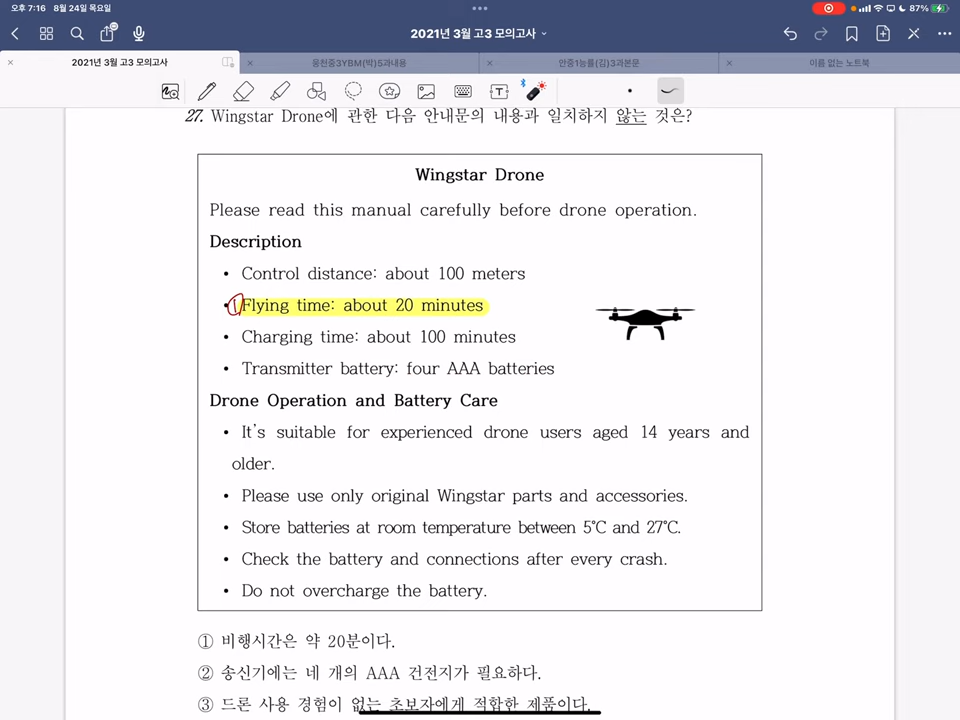 오후 7:16 8월 24일 목요일
87%
2021년 3월 고3 모의고사
2021년 3월 고3 모의고사
웅천중3YBM(박)5과내용
안중1능률(김)3과본문
이름 없는 노트북
27. Wingstar Drone에 관한 다음 안내문의 내용과 일치하지 않는 것은?
Wingstar Drone
Please read this manual carefully before drone operation.
Description
• Control distance: about 100 meters
• ① Flying time: about 20 minutes
• Charging time: about 100 minutes
• Transmitter battery: four AAA batteries
Drone Operation and Battery Care
• It's suitable for experienced drone users aged 14 years and
older.
• Please use only original Wingstar parts and accessories.
• Store batteries at room temperature between 5°C and 27°C.
• Check the battery and connections after every crash.
• Do not overcharge the battery.
① 비행시간은 약 20분이다.
② 송신기에는 네 개의 AAA 건전지가 필요하다.
③ 드론 사용 경험이 없는 초보자에게 적합한 제품이다.